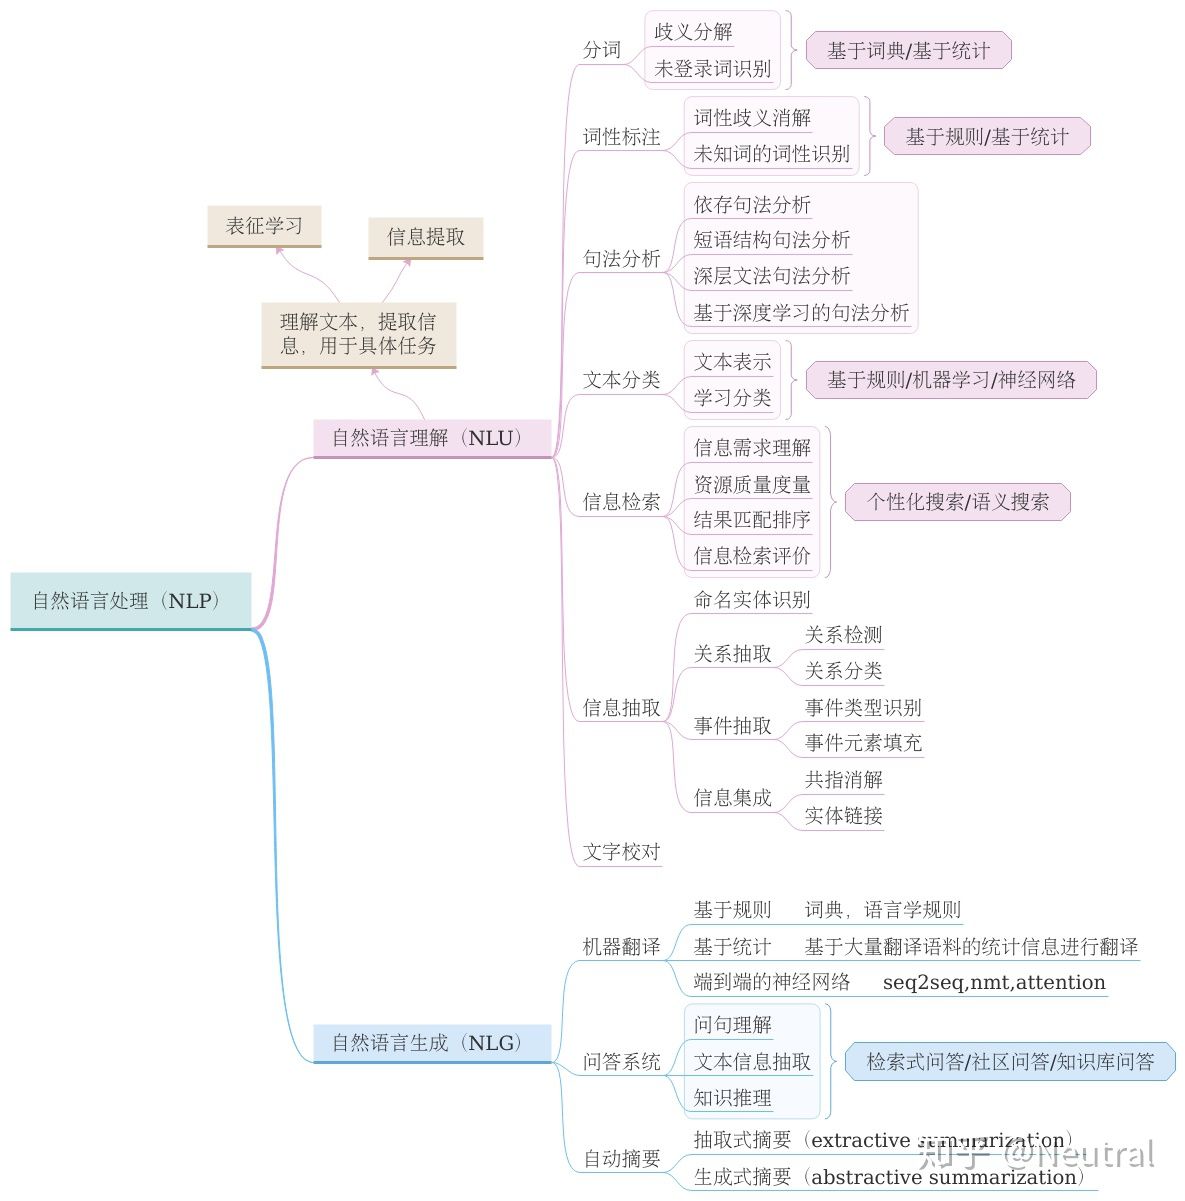 自然语言处理（NLP）
表征学习
信息提取
理解文本，提取信
息，用于具体任务
自然语言理解（NLU）
分词
歧义分解
未登录词识别
基于词典/基于统计
词性标注
词性歧义消解
未知词的词性识别
基于规则/基于统计
句法分析
依存句法分析
短语结构句法分析
深层文法句法分析
基于深度学习的句法分析
文本分类
文本表示
学习分类
基于规则/机器学习/神经网络
信息检索
信息需求理解
资源质量度量
结果匹配排序
信息检索评价
个性化搜索/语义搜索
信息抽取
命名实体识别
关系抽取
关系检测
关系分类
事件抽取
事件类型识别
事件元素填充
信息集成
共指消解
实体链接
文字校对
自然语言生成（NLG）
机器翻译
基于规则 词典，语言学规则
基于统计 基于大量翻译语料的统计信息进行翻译
端到端的神经网络 seq2seq,nmt,attention
问答系统
问句理解
文本信息抽取
知识推理
检索式问答/社区问答/知识库问答
自动摘要
抽取式摘要（extractive summarization）
生成式摘要（abstractive summarization）
知乎 @Neutral